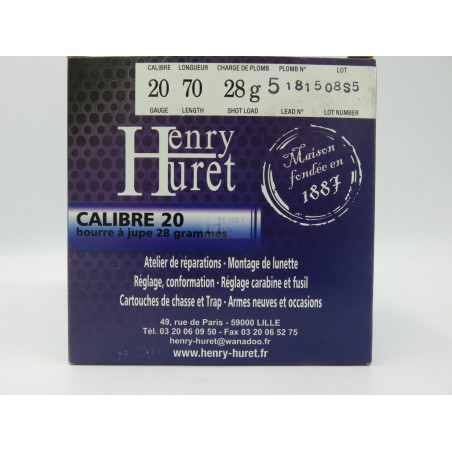 CALIBRE LONGUEUR CHARGE DE PLOMB PLOMB N° LOT
20 70 28 g 5 181508S5
GAUGE LENGTH SHOT LOAD LEAD N° LOT NUMBER
Henry
Huret
Maison
fondée en
1887
CALIBRE 20
bourre à jupe 28 grammes
Atelier de réparations - Montage de lunette
Réglage, conformation - Réglage carabine et fusil
Cartouches de chasse et Trap - Armes neuves et occasions
49, rue de Paris - 59000 LILLE
Tél. 03 20 06 09 50 - Fax 03 20 06 52 75
henry-huret@wanadoo.fr
www.henry-huret.fr